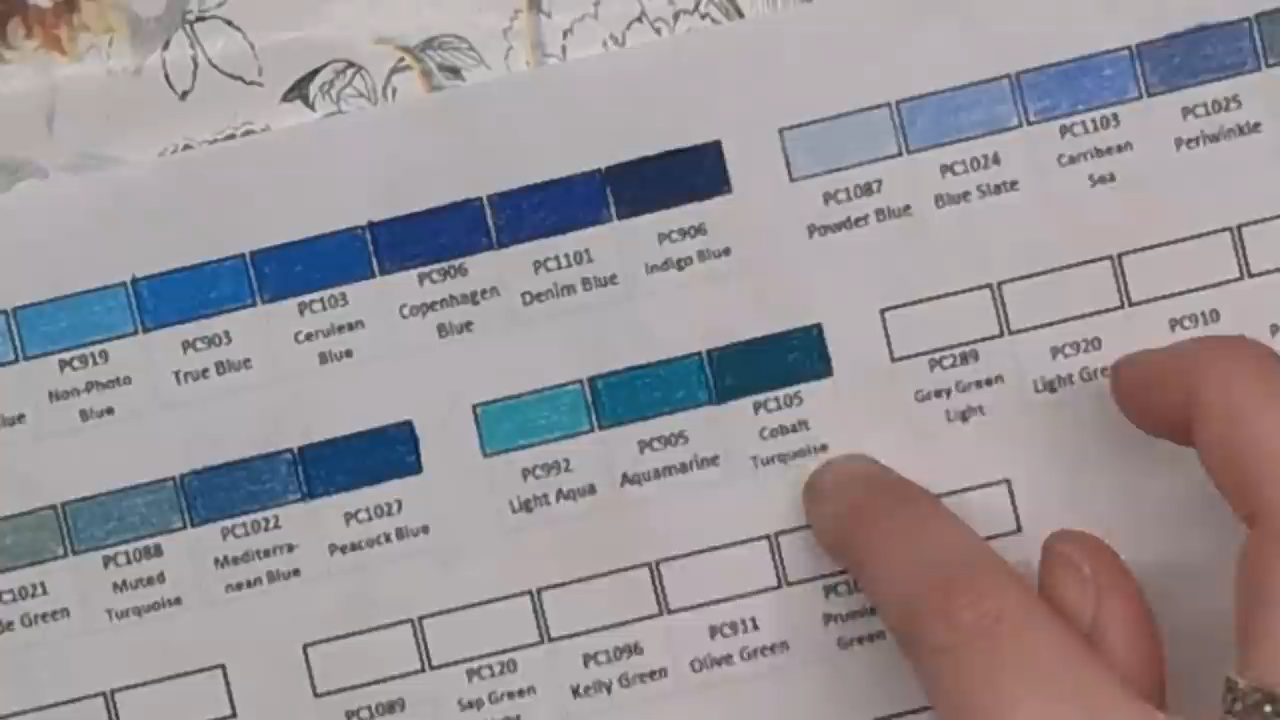 PC1087
Powder Blue
PC1024
Blue Slate
PC1103
Carribean
Sea
PC1025
Periwinkle
PC919
Non-Photo
Blue
PC903
True Blue
PC103
Cerulean
Blue
PC906
Copenhagen
Blue
PC1101
Denim Blue
PC906
Indigo Blue
PC289
Grey Green
Light
PC920
Light
PC910
PC992
Light Aqua
PC905
Aquamarine
PC105
Cobalt
Turquoise
Green
PC1088
Muted
Turquoise
PC1022
Mediterra-
nean Blue
PC1027
Peacock Blue
PC1089
PC120
Sap Green
PC1096
Kelly Green
PC911
Olive Green
Green